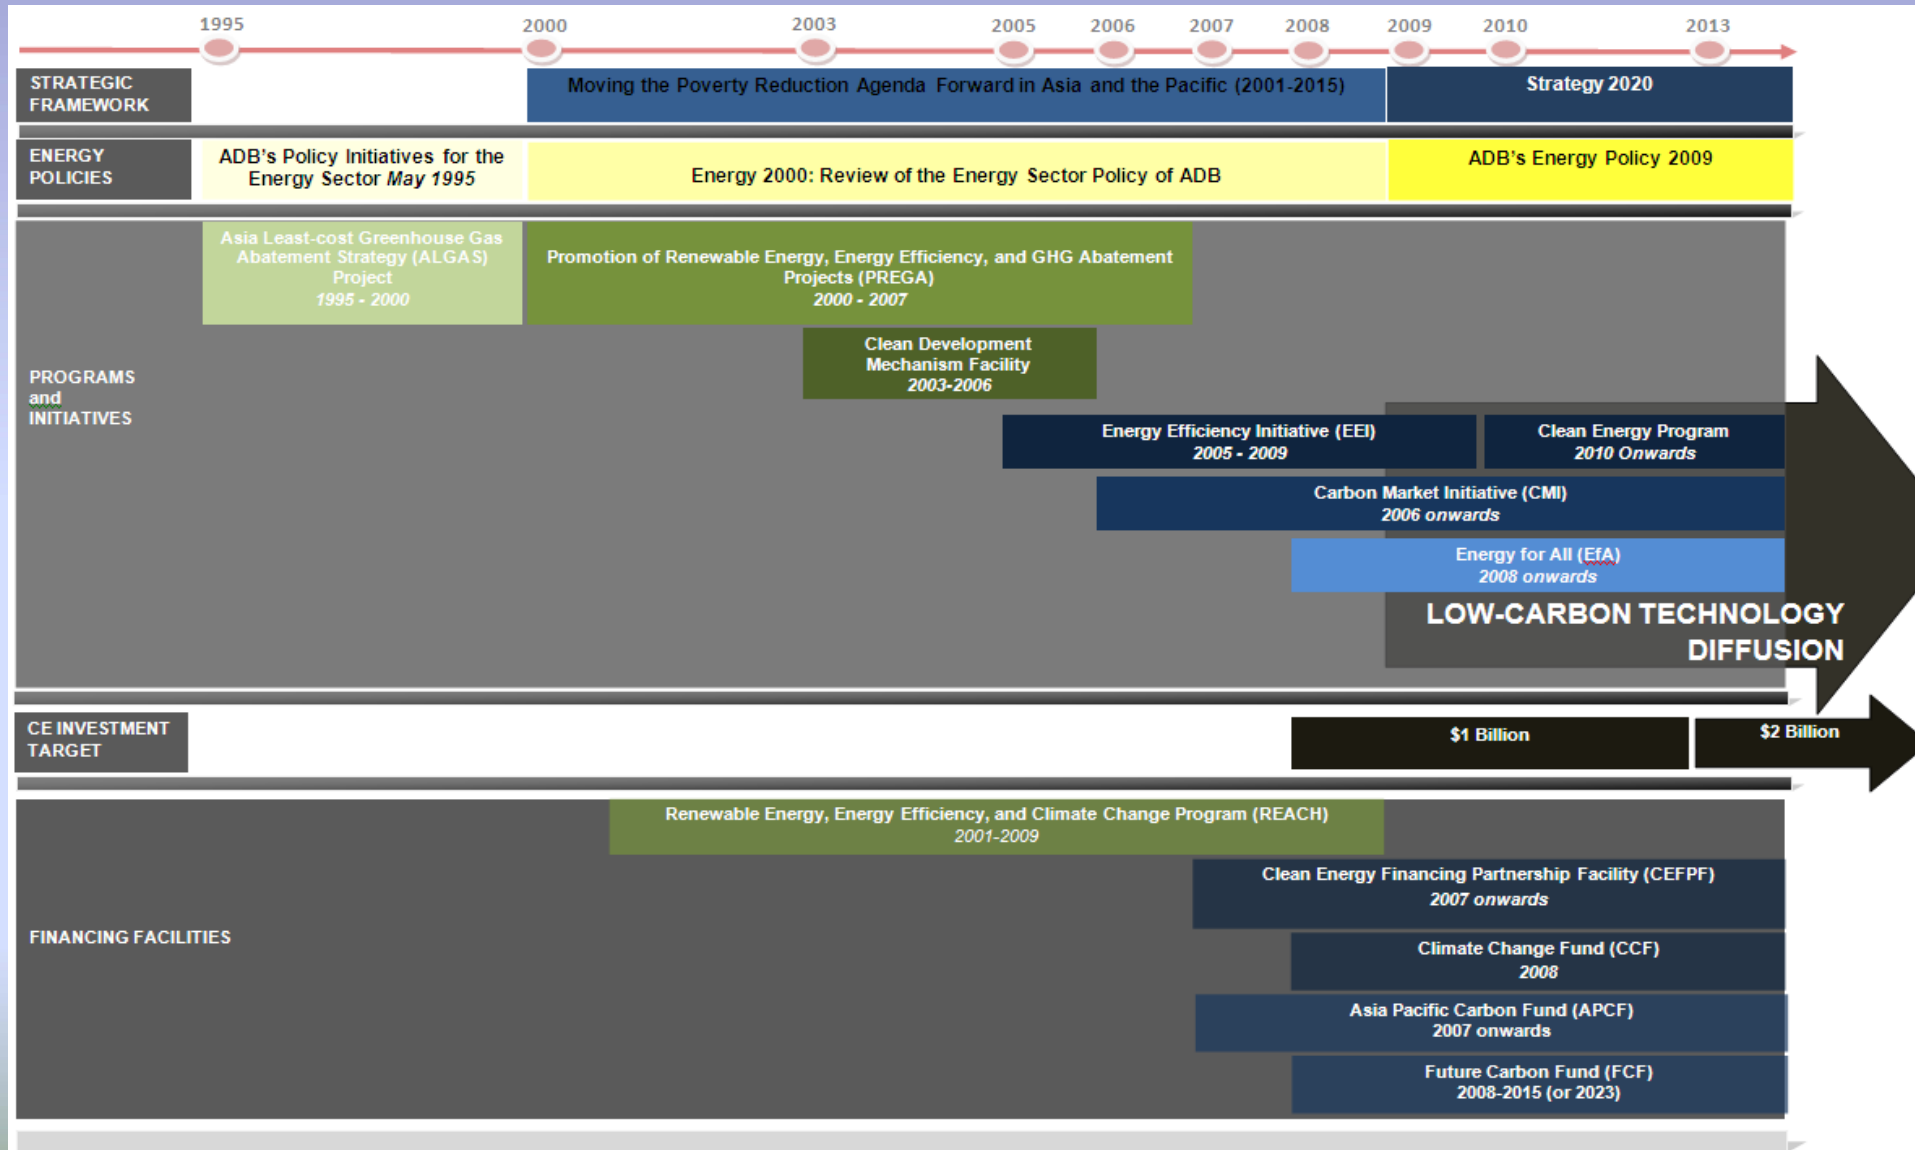 1995 2000 2003 2005 2006 2007 2008 2009 2010 2013
STRATEGIC
FRAMEWORK
Moving the Poverty Reduction Agenda Forward in Asia and the Pacific (2001-2015)
Strategy 2020
ENERGY
POLICIES
ADB's Policy Initiatives for the
Energy Sector May 1995
Energy 2000: Review of the Energy Sector Policy of ADB
ADB's Energy Policy 2009
PROGRAMS
and
INITIATIVES
Asia Least-cost Greenhouse Gas
Abatement Strategy (ALGAS)
Project
1995 - 2000
Promotion of Renewable Energy, Energy Efficiency, and GHG Abatement
Projects (PREGA)
2000 - 2007
Clean Development
Mechanism Facility
2003-2006
Energy Efficiency Initiative (EEI)
2005 - 2009
Clean Energy Program
2010 Onwards
Carbon Market Initiative (CMI)
2006 onwards
Energy for All (EfA)
2008 onwards
LOW-CARBON TECHNOLOGY
DIFFUSION
CE INVESTMENT
TARGET
$1 Billion
$2 Billion
FINANCING FACILITIES
Renewable Energy, Energy Efficiency, and Climate Change Program (REACH)
2001-2009
Clean Energy Financing Partnership Facility (CEFPF)
2007 onwards
Climate Change Fund (CCF)
2008
Asia Pacific Carbon Fund (APCF)
2007 onwards
Future Carbon Fund (FCF)
2008-2015 (or 2023)